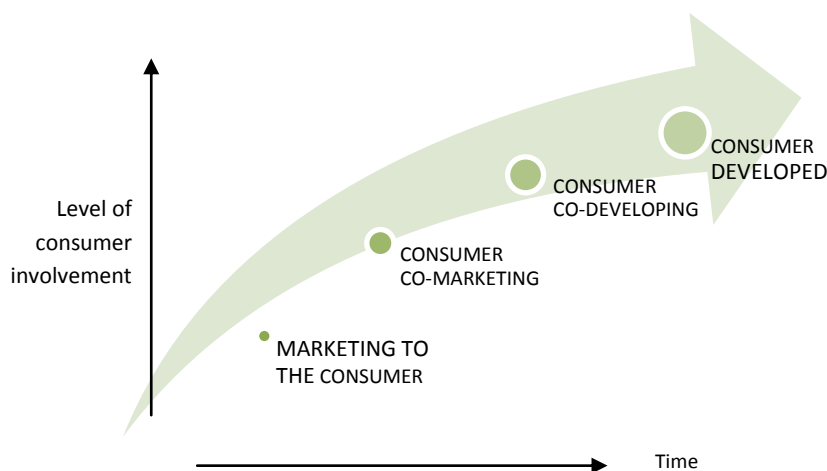 Level of
consumer
involvement
CONSUMER
DEVELOPED
CONSUMER
CO-DEVELOPING
CONSUMER
CO-MARKETING
MARKETING TO
THE CONSUMER
Time